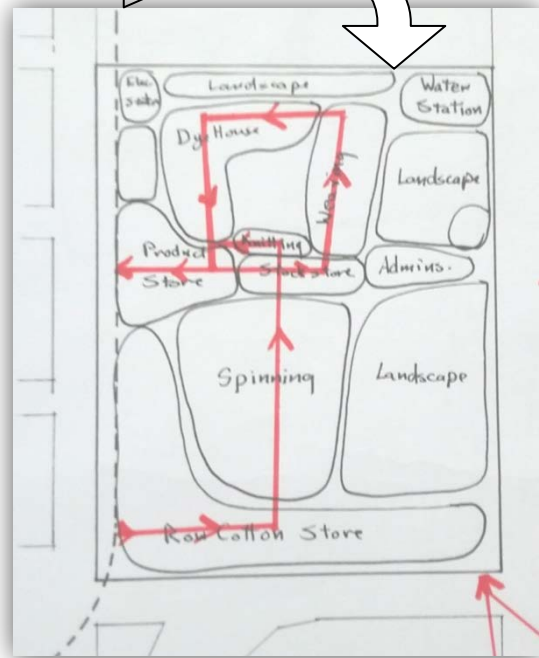 Elec.
Station
Landscape
Water
Station
Dye House
Weaving
Landscape
Knitting
Product
Store
Stock store
Admins.
Spinning
Landscape
Raw Cotton Store